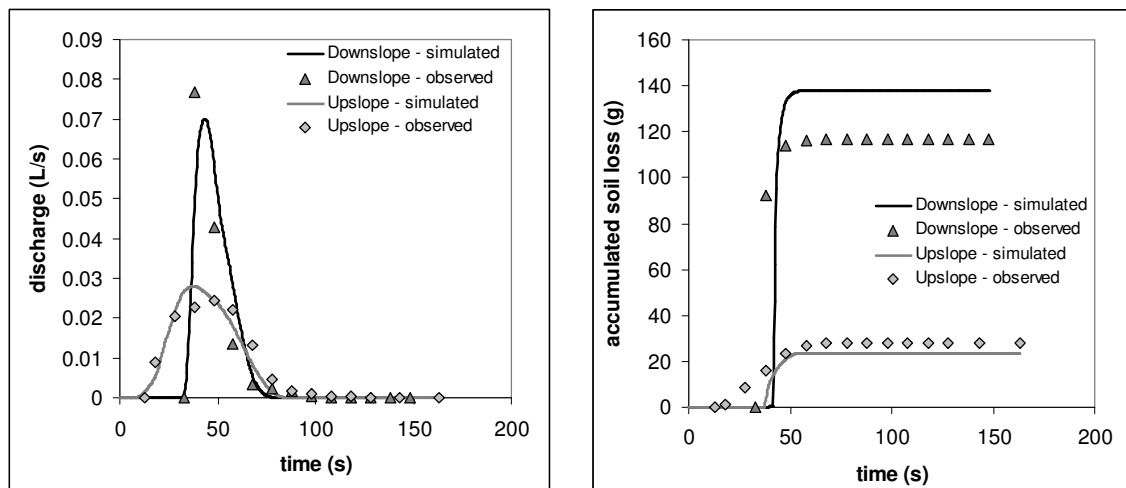 0.09
0.08
0.07
0.06
0.05
0.04
0.03
0.02
0.01
0
discharge (L/s)
Downslope - simulated
Downslope - observed
Upslope - simulated
Upslope - observed
0 50 100 150 200
time (s)
160
140
120
100
80
60
40
20
0
accumulated soil loss (g)
Downslope - simulated
Downslope - observed
Upslope - simulated
Upslope - observed
0 50 100 150 200
time (s)